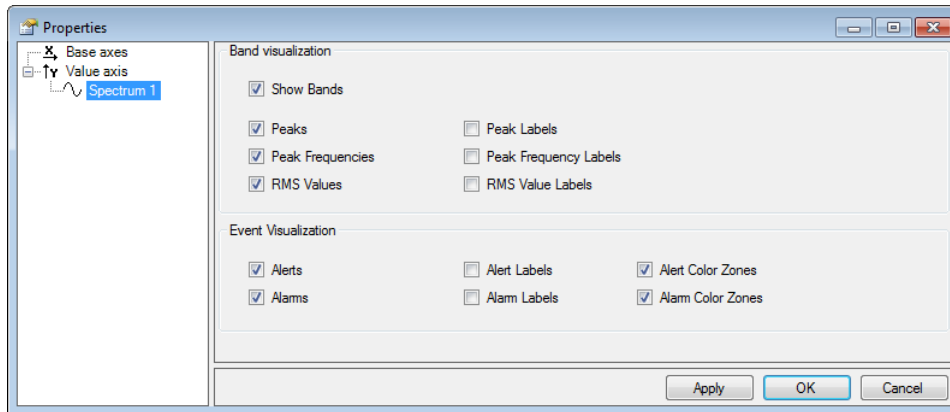 Properties
X Base axes
Y Value axis
Spectrum 1
Band visualization
Show Bands
Peaks Peak Labels
Peak Frequencies Peak Frequency Labels
RMS Values RMS Value Labels
Event Visualization
Alerts Alert Labels Alert Color Zones
Alarms Alarm Labels Alarm Color Zones
Apply OK Cancel